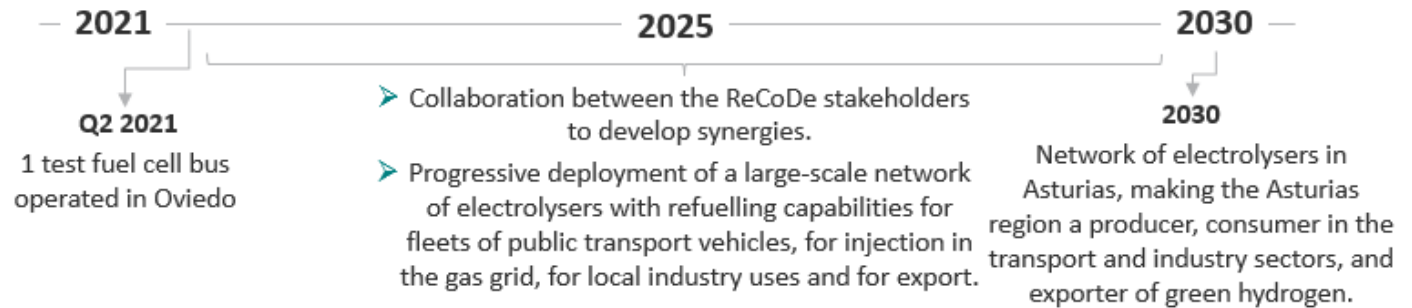 2021
2025
2030
Q2 2021
1 test fuel cell bus
operated in Oviedo
Collaboration between the ReCoDe stakeholders
to develop synergies.
Progressive deployment of a large-scale network
of electrolysers with refuelling capabilities for
fleets of public transport vehicles, for injection in
the gas grid, for local industry uses and for export.
2030
Network of electrolysers in
Asturias, making the Asturias
region a producer, consumer in the
transport and industry sectors, and
exporter of green hydrogen.